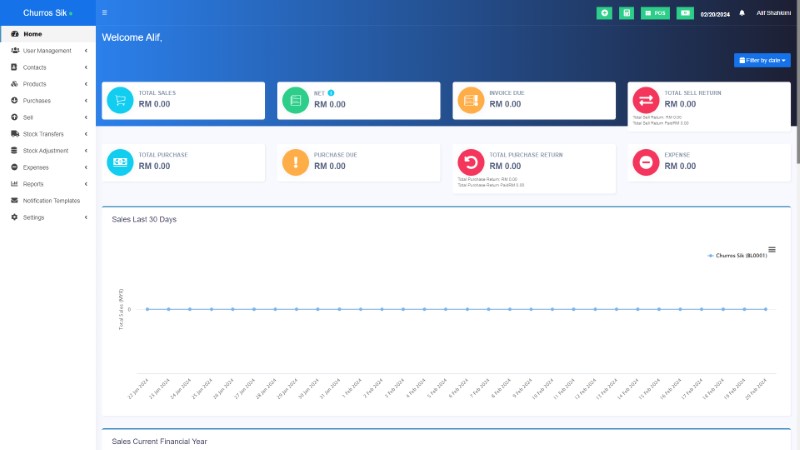 Churros Sik
POS
02/20/2024
Alif Shahkimi
Home
User Management
Contacts
Products
Purchases
Sell
Stock Transfers
Stock Adjustment
Expenses
Reports
Notification Templates
Settings
Welcome Alif,
Filter by date
TOTAL SALES
RM 0.00
NET
RM 0.00
INVOICE DUE
RM 0.00
TOTAL SELL RETURN
RM 0.00
Total Sell Return: RM 0.00
Total Sell Return Paid: RM 0.00
TOTAL PURCHASE
RM 0.00
PURCHASE DUE
RM 0.00
TOTAL PURCHASE RETURN
RM 0.00
Total Purchase Return: RM 0.00
Total Purchase Return Paid: RM 0.00
EXPENSE
RM 0.00
Sales Last 30 Days
Churros Sik (BL0001)
Total Sales (MYR)
0
22 Jan 2024
23 Jan 2024
24 Jan 2024
25 Jan 2024
26 Jan 2024
27 Jan 2024
28 Jan 2024
29 Jan 2024
30 Jan 2024
31 Jan 2024
1 Feb 2024
2 Feb 2024
3 Feb 2024
4 Feb 2024
5 Feb 2024
6 Feb 2024
7 Feb 2024
8 Feb 2024
9 Feb 2024
10 Feb 2024
11 Feb 2024
12 Feb 2024
13 Feb 2024
14 Feb 2024
15 Feb 2024
16 Feb 2024
17 Feb 2024
18 Feb 2024
19 Feb 2024
20 Feb 2024
Sales Current Financial Year